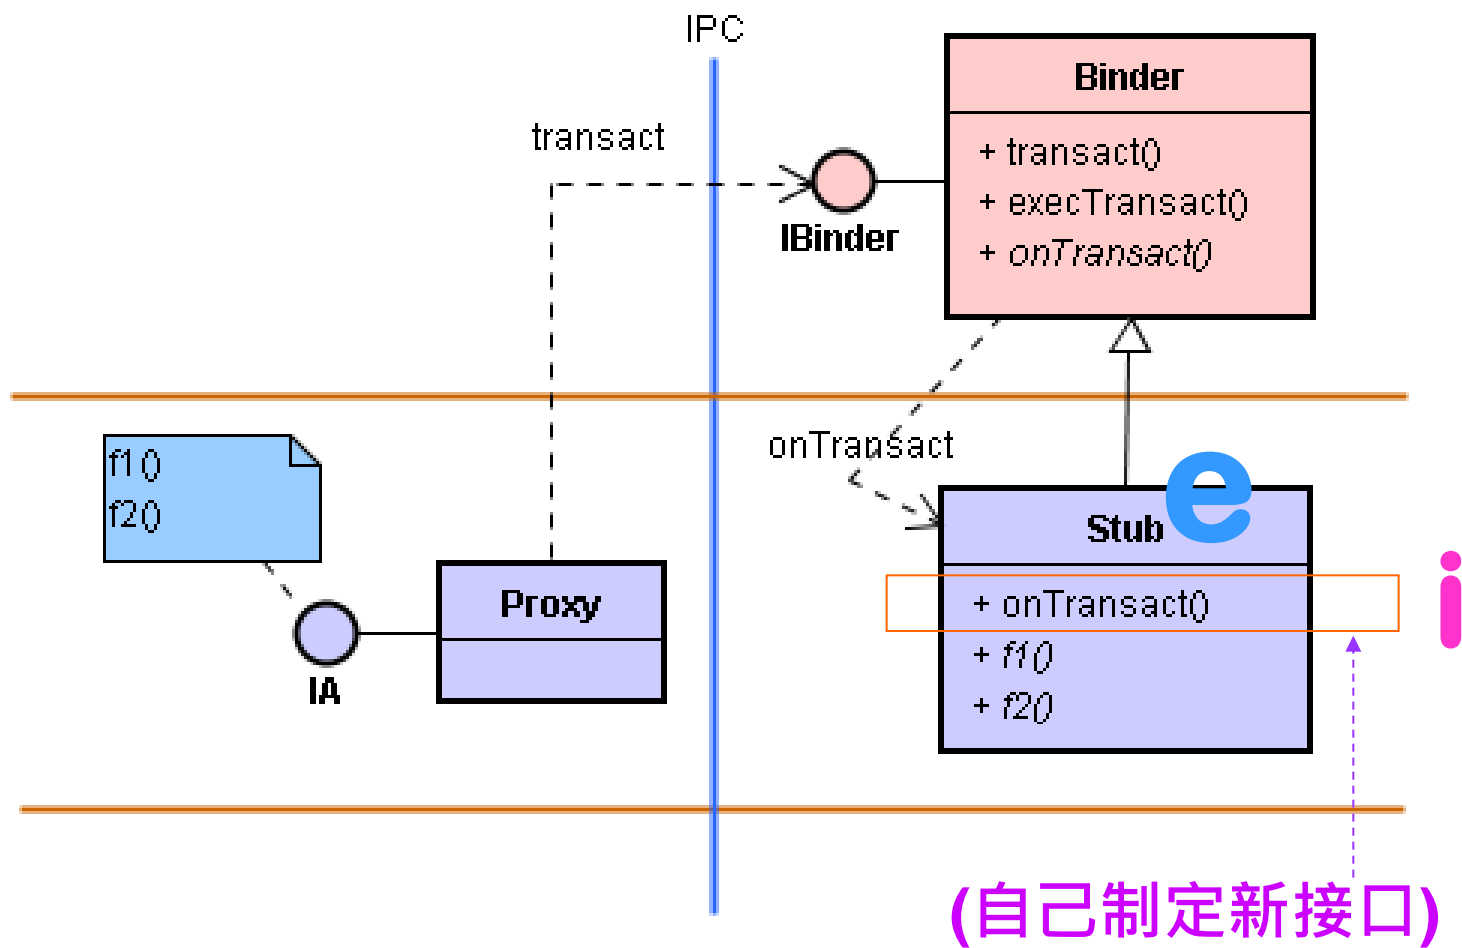 IPC
Binder
transact
+ transact()
+ execTransact()
+ onTransact()
IBinder
onTransact
f1()
f2()
e
Stub
i
Proxy
+ onTransact()
+ f1()
+ f2()
IA
(自己制定新接口)